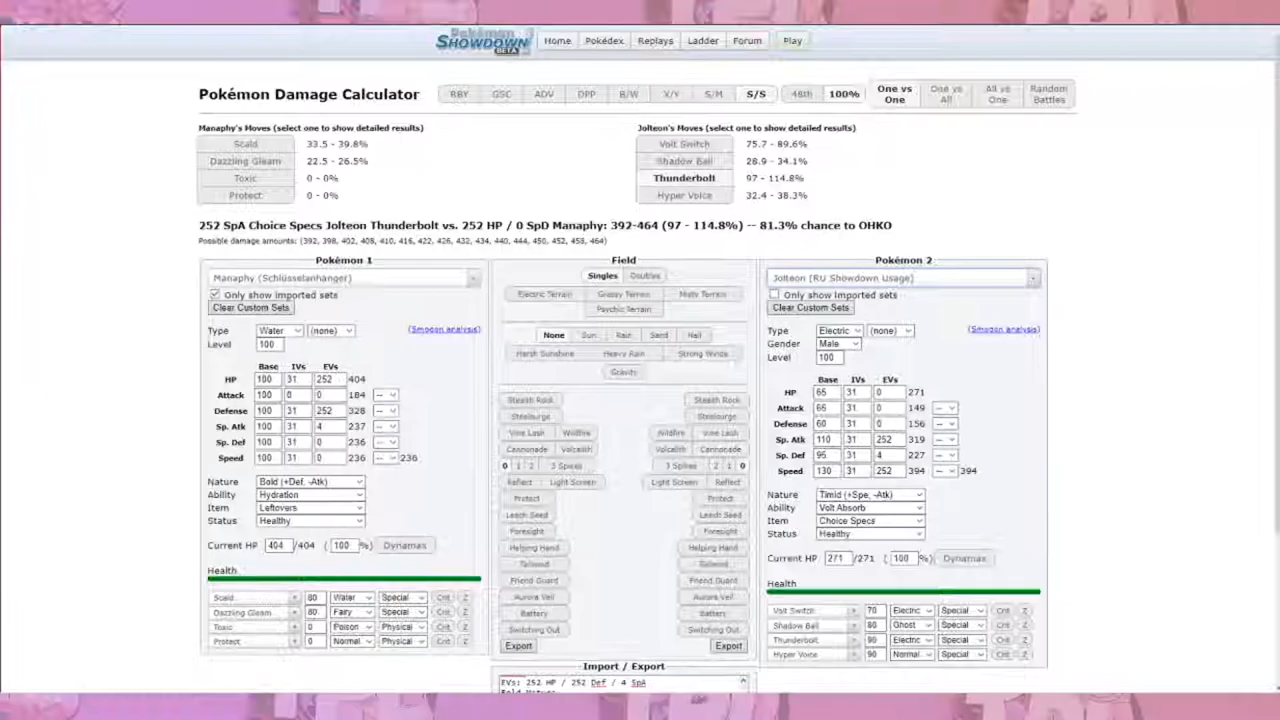 Pokémon
SHOWDOWN
BETA
Home Pokédex Replays Ladder Forum Play
Pokémon Damage Calculator RBY GSC ADV DPP B/W X/Y S/M S/S 48th 100% One vs One One vs All All vs One Random Battles
Manaphy's Moves (select one to show detailed results)
Scald 33.5 - 39.8%
Dazzling Gleam 22.5 - 26.5%
Toxic 0 - 0%
Protect 0 - 0%
Jolteon's Moves (select one to show detailed results)
Volt Switch 75.7 - 89.6%
Shadow Ball 28.9 - 34.1%
Thunderbolt 97 - 114.8%
Hyper Voice 32.4 - 38.3%
252 SpA Choice Specs Jolteon Thunderbolt vs. 252 HP / 0 SpD Manaphy: 392-464 (97 - 114.8%) -- 81.3% chance to OHKO
Possible damage amounts: (392, 398, 402, 408, 410, 416, 422, 426, 432, 434, 440, 444, 450, 452, 458, 464)
Pokémon 1
Manaphy (Schlüsselanhänger)
Only show imported sets
Clear Custom Sets
Type Water (none) (Smogon analysis)
Level 100
Base IVs EVs
HP 100 31 252 404
Attack 100 0 0 184 --
Defense 100 31 252 328 --
Sp. Atk 100 31 4 237 --
Sp. Def 100 31 0 236 --
Speed 100 31 0 236 -- 236
Nature Bold (+Def, -Atk)
Ability Hydration
Item Leftovers
Status Healthy
Current HP 404 /404 ( 100 %) Dynamax
Health
Scald 80 Water Special Crit Z
Dazzling Gleam 80 Fairy Special Crit Z
Toxic 0 Poison Physical Crit Z
Protect 0 Normal Physical Crit Z
Field
Singles Doubles
Electric Terrain Grassy Terrain Misty Terrain
Psychic Terrain
None Sun Rain Sand Hail
Harsh Sunshine Heavy Rain Strong Winds
Gravity
Stealth Rock Stealth Rock
Steelsurge Steelsurge
Vine Lash Wildfire Wildfire Vine Lash
Cannonade Volcalith Volcalith Cannonade
0 1 2 3 Spikes 3 Spikes 2 1 0
Reflect Light Screen Light Screen Reflect
Protect Protect
Leech Seed Leech Seed
Foresight Foresight
Helping Hand Helping Hand
Tailwind Tailwind
Friend Guard Friend Guard
Aurora Veil Aurora Veil
Battery Battery
Switching Out Switching Out
Export Export
Import / Export
EVs: 252 HP / 252 Def / 4 SpA
Pokémon 2
Jolteon (RU Showdown Usage)
Only show imported sets
Clear Custom Sets
Type Electric (none) (Smogon analysis)
Gender Male
Level 100
Base IVs EVs
HP 65 31 0 271
Attack 65 31 0 149 --
Defense 60 31 0 156 --
Sp. Atk 110 31 252 319 --
Sp. Def 95 31 4 227 --
Speed 130 31 252 394 -- 394
Nature Timid (+Spe, -Atk)
Ability Volt Absorb
Item Choice Specs
Status Healthy
Current HP 271 /271 ( 100 %) Dynamax
Health
Volt Switch 70 Electric Special Crit Z
Shadow Ball 80 Ghost Special Crit Z
Thunderbolt 90 Electric Special Crit Z
Hyper Voice 90 Normal Special Crit Z